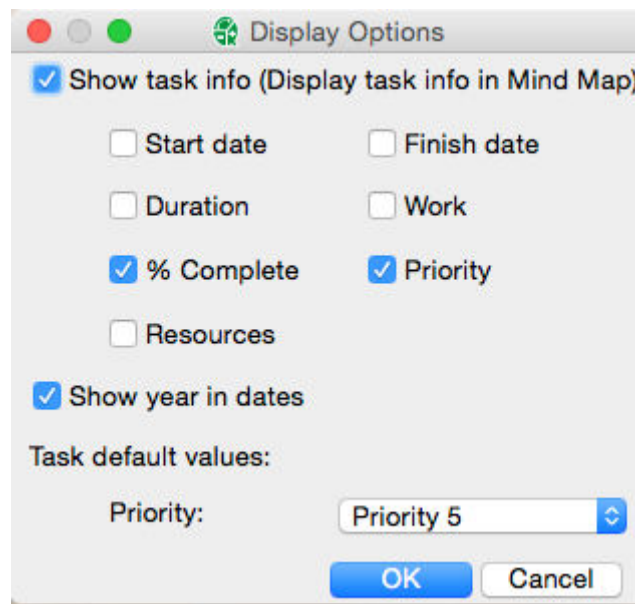 Display Options
Show task info (Display task info in Mind Map)
Start date Finish date
Duration Work
% Complete Priority
Resources
Show year in dates
Task default values:
Priority: Priority 5
OK Cancel